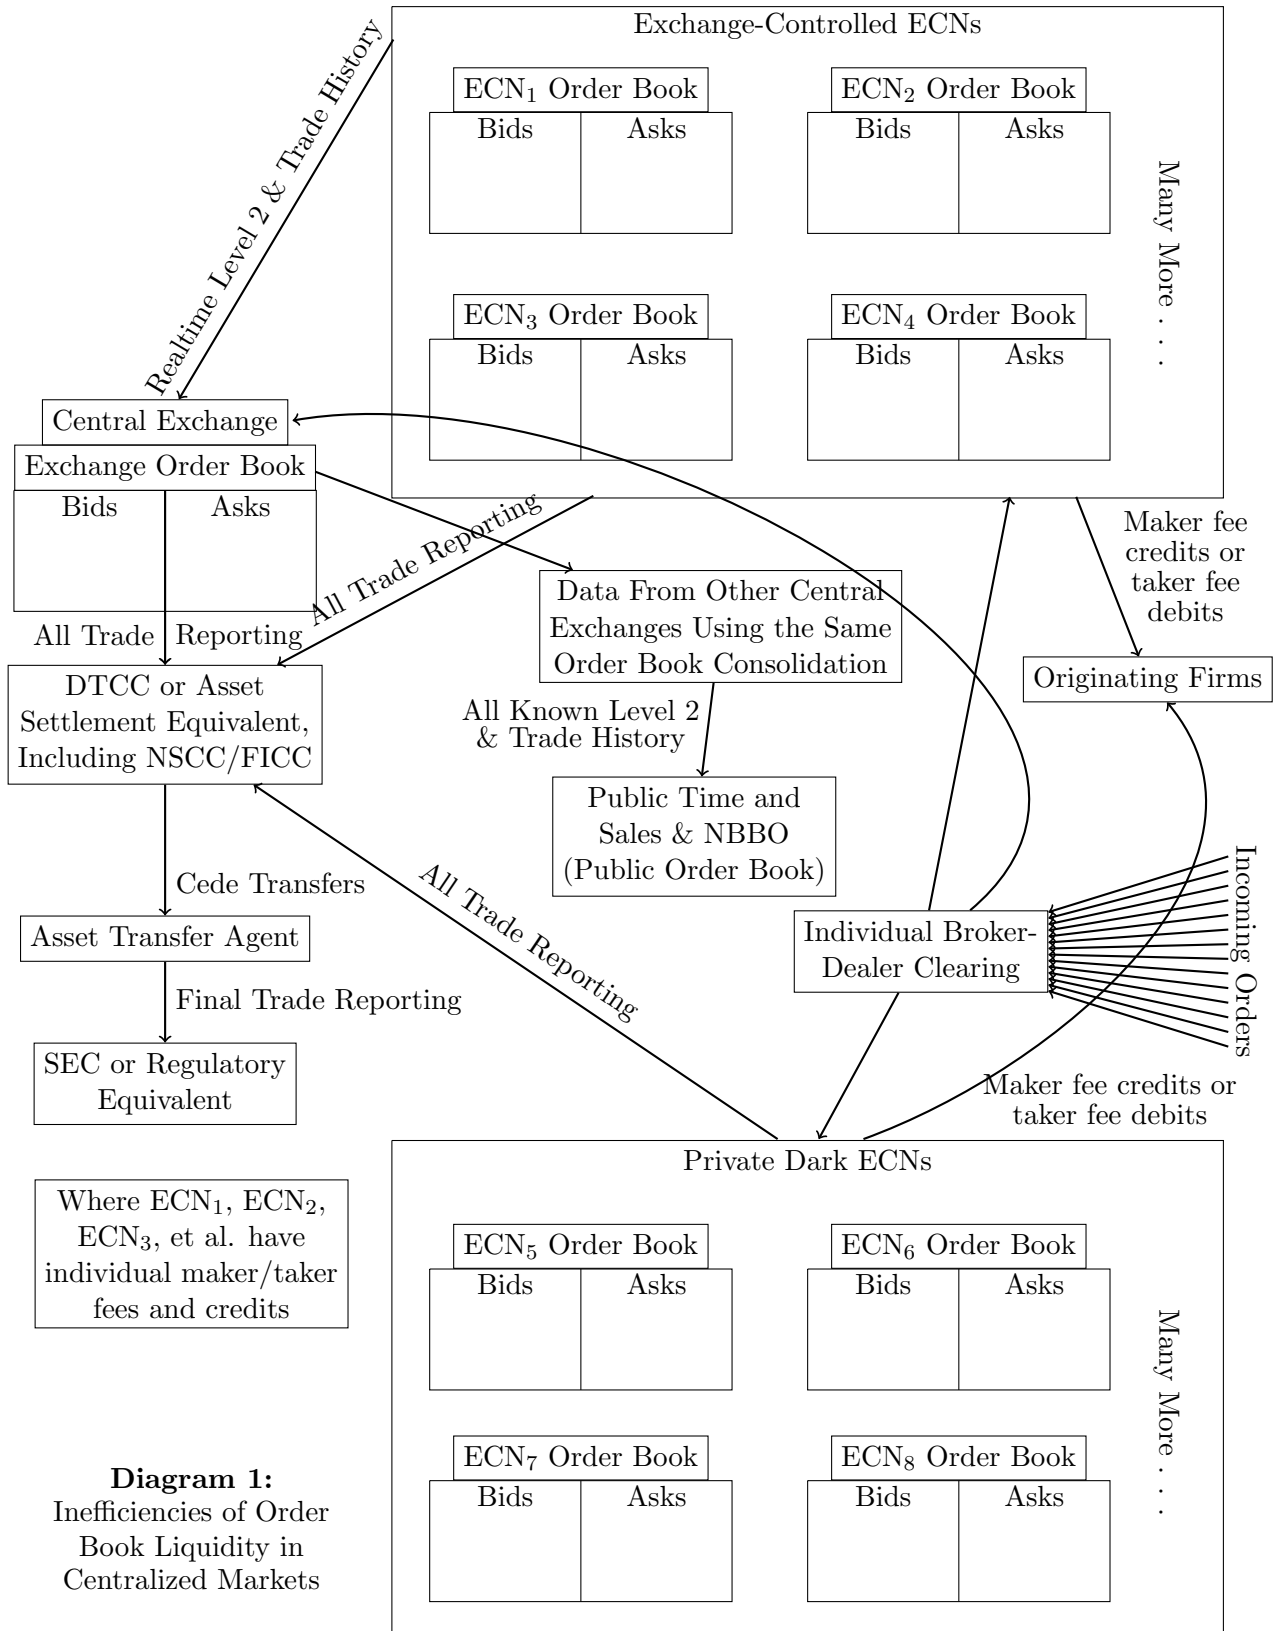 Exchange-Controlled ECNs
ECN₁ Order Book
Bids
Asks
ECN₂ Order Book
Bids
Asks
Many More . . .
ECN₃ Order Book
Bids
Asks
ECN₄ Order Book
Bids
Asks
Realtime Level 2 & Trade History
Central Exchange
Exchange Order Book
Bids
Asks
All Trade Reporting
All Trade Reporting
Data From Other Central
Exchanges Using the Same
Order Book Consolidation
Maker fee
credits or
taker fee
debits
Originating Firms
DTCC or Asset
Settlement Equivalent,
Including NSCC/FICC
All Known Level 2
& Trade History
Public Time and
Sales & NBBO
(Public Order Book)
Cede Transfers
All Trade Reporting
Asset Transfer Agent
Individual Broker-
Dealer Clearing
Incoming Orders
Final Trade Reporting
SEC or Regulatory
Equivalent
Maker fee credits or
taker fee debits
Private Dark ECNs
Where ECN₁, ECN₂,
ECN₃, et al. have
individual maker/taker
fees and credits
ECN₅ Order Book
Bids
Asks
ECN₆ Order Book
Bids
Asks
Many More . . .
ECN₇ Order Book
Bids
Asks
ECN₈ Order Book
Bids
Asks
Diagram 1:
Inefficiencies of Order
Book Liquidity in
Centralized Markets